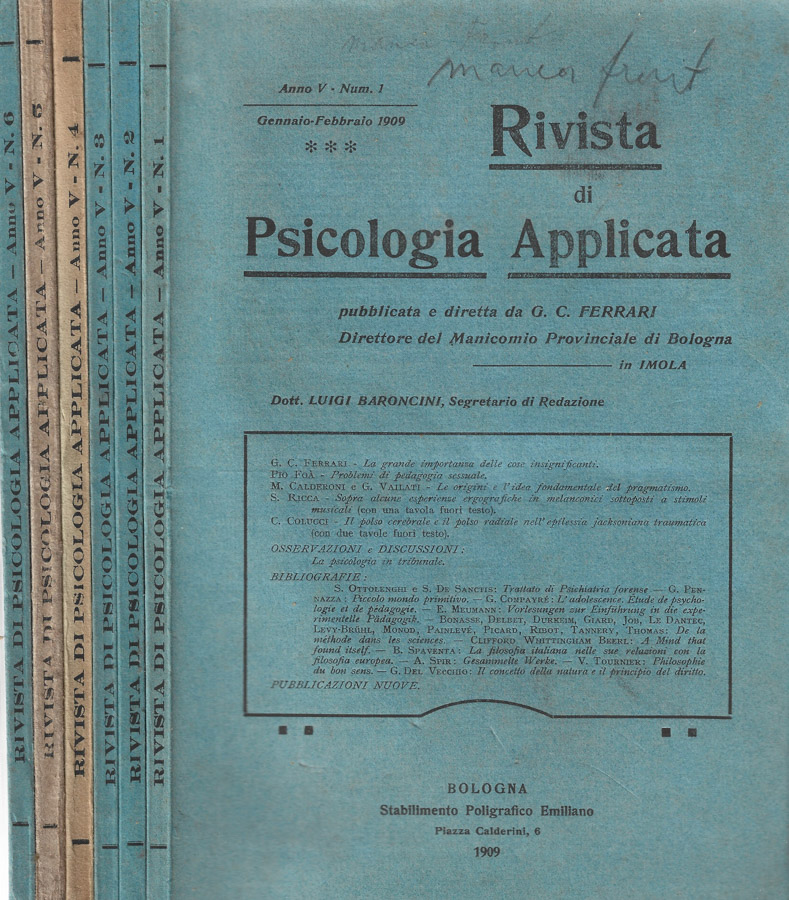 RIVISTA DI PSICOLOGIA APPLICATA — Anno V - N. 6
RIVISTA DI PSICOLOGIA APPLICATA — Anno V - N. 5
RIVISTA DI PSICOLOGIA APPLICATA — Anno V - N. 4
RIVISTA DI PSICOLOGIA APPLICATA — Anno V - N. 3
RIVISTA DI PSICOLOGIA APPLICATA — Anno V - N. 2
RIVISTA DI PSICOLOGIA APPLICATA — Anno V - N. 1
manca front
Anno V - Num. 1
Gennaio-Febbraio 1909
***
Rivista
di
Psicologia Applicata
pubblicata e diretta da G. C. FERRARI
Direttore del Manicomio Provinciale di Bologna
in IMOLA
Dott. LUIGI BARONCINI, Segretario di Redazione
G. C. FERRARI - La grande importanza delle cose insignificanti.
PIO FOÀ - Problemi di pedagogia sessuale.
M. CALDERONI e G. VAILATI - Le origini e l'idea fondamentale del pragmatismo.
S. RICCA - Sopra alcune esperienze ergografiche in melanconici sottoposti a stimoli
musicale (con una tavola fuori testo).
C. COLUCCI - Il polso cerebrale e il polso radiale nell'epilessia jacksoniana traumatica
(con due tavole fuori testo).
OSSERVAZIONI e DISCUSSIONI:
La psicologia in tribunale.
BIBLIOGRAFIE:
S. OTTOLENGHI e S. DE SANCTIS: Trattato di Psichiatria forense — G. PER-
NAZZA: Piccolo mondo primitivo. — G. COMPAYRÉ: L'adolescence. Étude de psycho-
logie et de pédagogie. — E. MEUMANN: Vorlesungen zur Einführung in die expe-
rimentelle Pädagogik. - BONASSE, DELBET, DURKEIM, GIARD, JOB, LE DANTEC,
LEVY-BRÜHL, MONOD, PAINLEVÉ, PICARD, RIBOT, TANNERY, THOMAS: De la
méthode dans les sciences. — CLIFFORD WHITTINGHAM BEERL: A Mind that
found itself. — B. SPAVENTA: La filosofia italiana nelle sue relazioni con la
filosofia europea. — A. SPIR: Gesammelte Werke. — V. TOURNIER: Philosophie
du bon sens. — G. DEL VECCHIO: Il concetto della natura e il principio del diritto.
PUBBLICAZIONI NUOVE.
BOLOGNA
Stabilimento Poligrafico Emiliano
Piazza Calderini, 6
1909